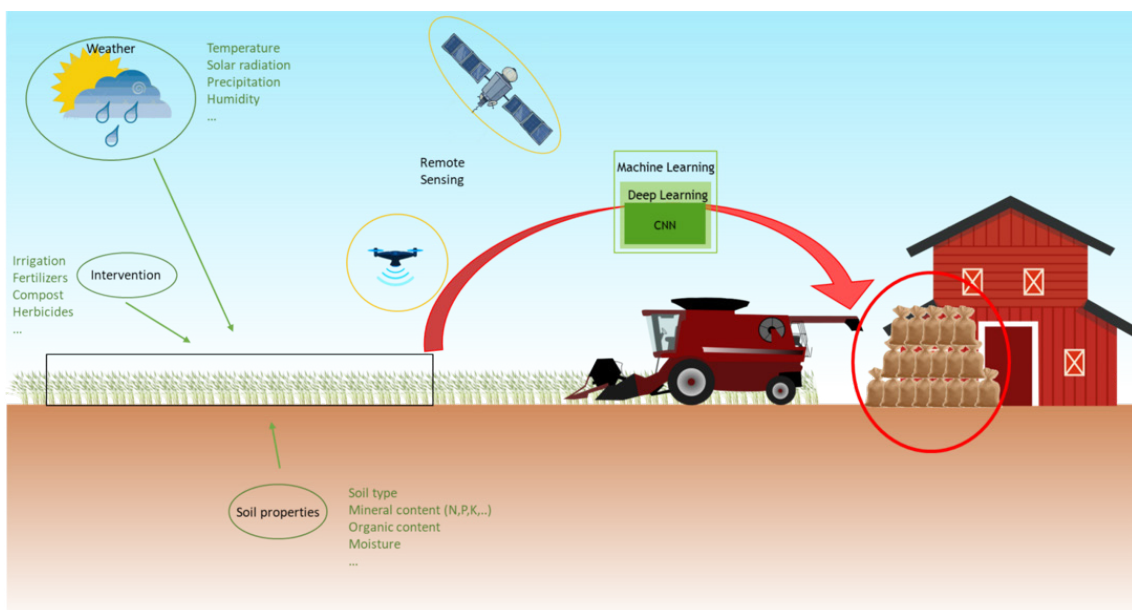 Weather
Temperature
Solar radiation
Precipitation
Humidity
...
Remote
Sensing
Machine Learning
Deep Learning
CNN
Irrigation
Fertilizers
Compost
Herbicides
...
Intervention
Soil properties
Soil type
Mineral content (N,P,K,..)
Organic content
Moisture
...